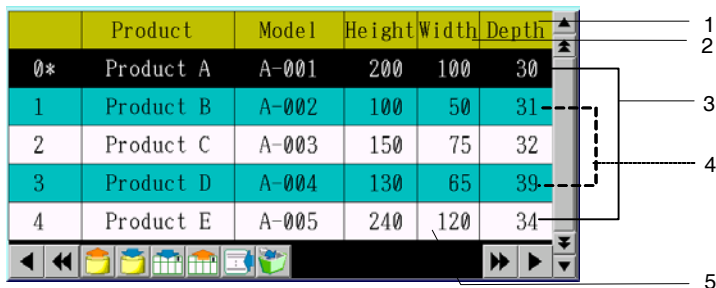 Product Model Height Width Depth 1
2
0* Product A A-001 200 100 30
1 Product B A-002 100 50 31 3
2 Product C A-003 150 75 32
3 Product D A-004 130 65 39 4
4 Product E A-005 240 120 34
5